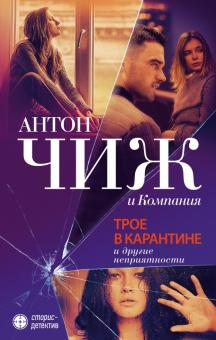 АНТОН
ЧИЖ
и Компания
ТРОЕ
В КАРАНТИНЕ
и другие
неприятности
сторис-
детектив